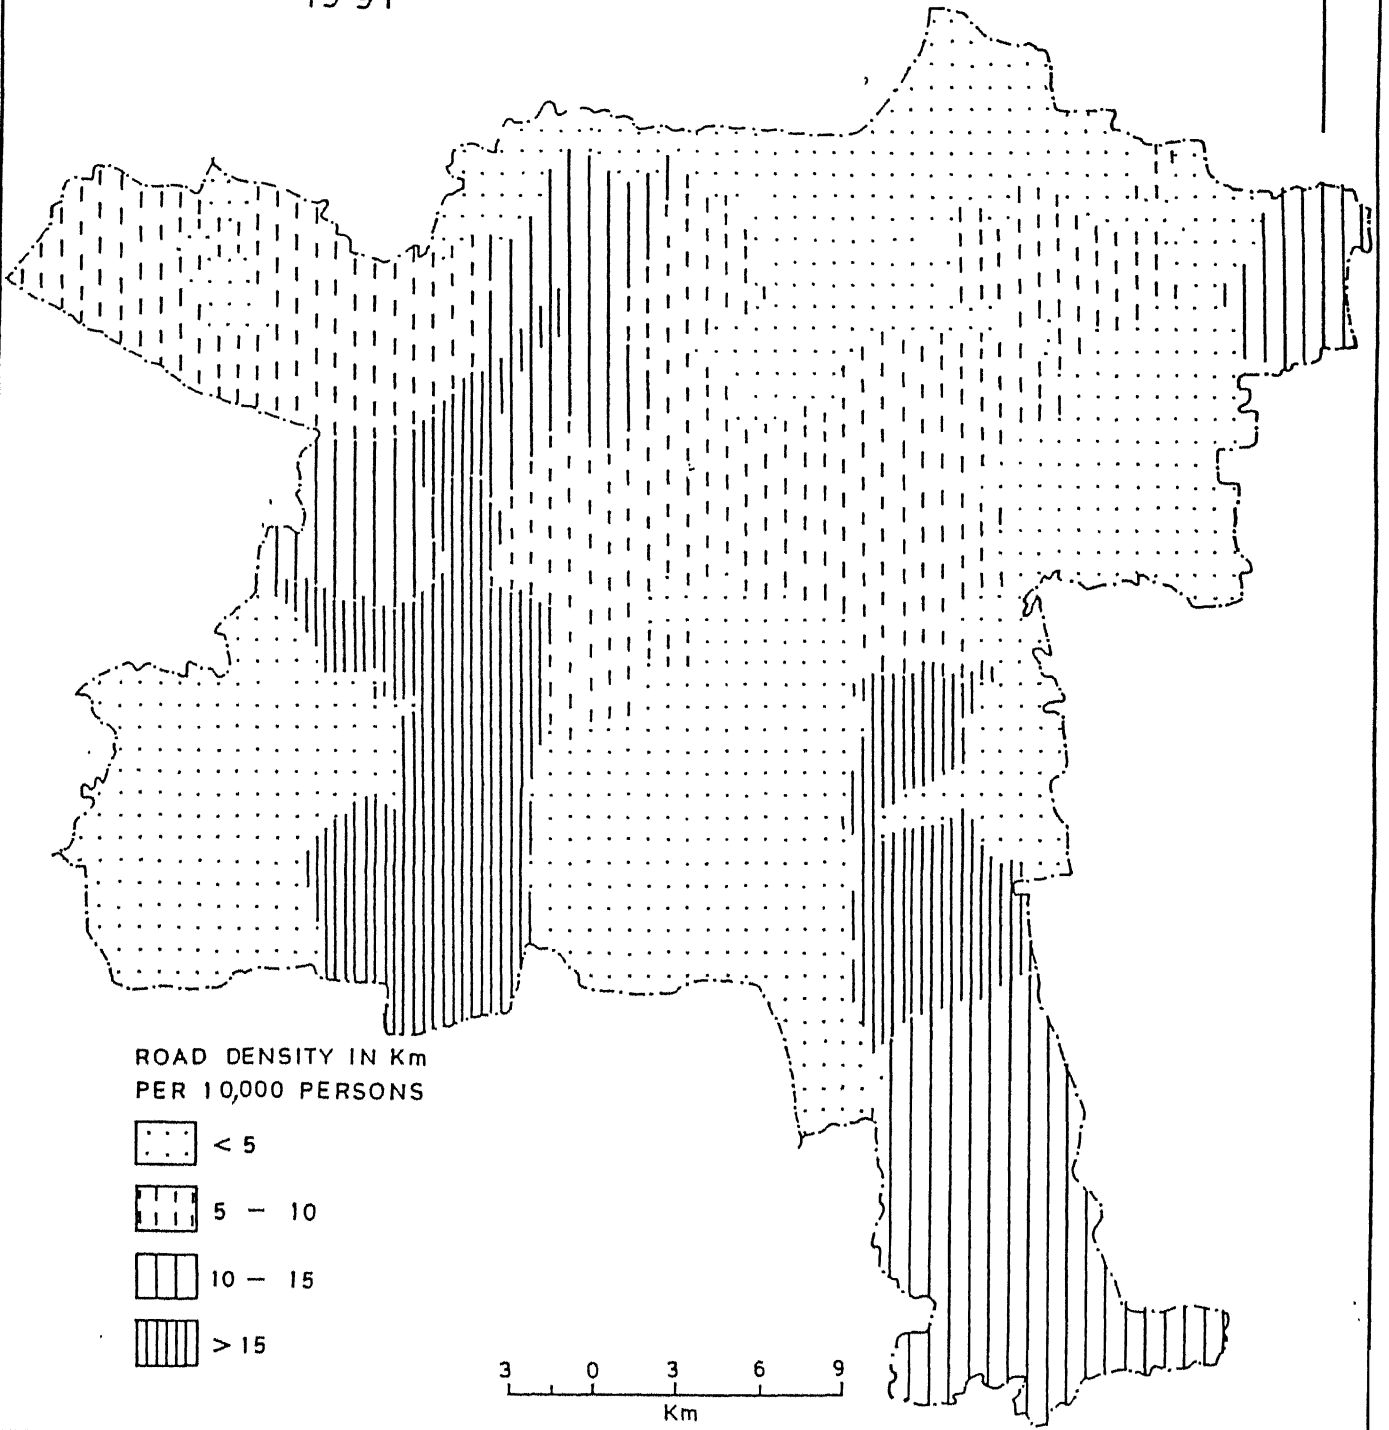 ROAD DENSITY IN Km
PER 10,000 PERSONS
< 5
5 – 10
10 – 15
> 15
3 0 3 6 9
Km